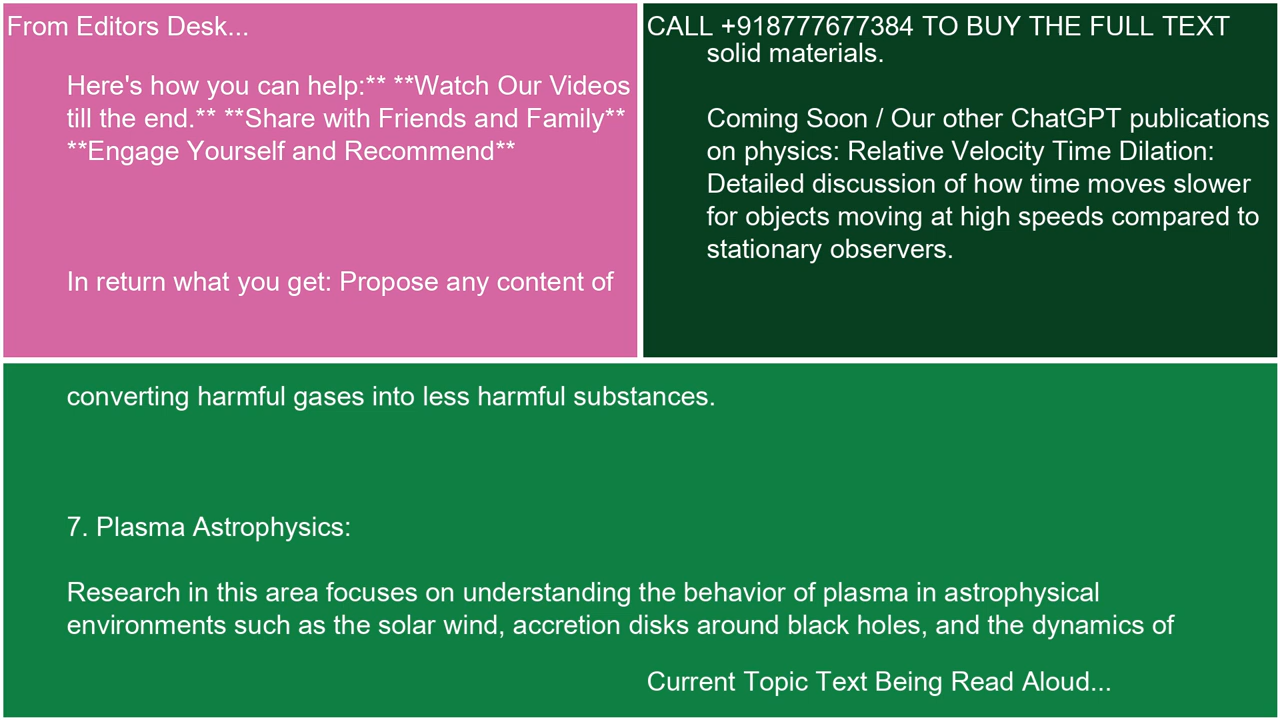 From Editors Desk...
Here's how you can help:** **Watch Our Videos
till the end.** **Share with Friends and Family**
**Engage Yourself and Recommend**
In return what you get: Propose any content of
CALL +918777677384 TO BUY THE FULL TEXT
solid materials.
Coming Soon / Our other ChatGPT publications
on physics: Relative Velocity Time Dilation:
Detailed discussion of how time moves slower
for objects moving at high speeds compared to
stationary observers.
converting harmful gases into less harmful substances.
7. Plasma Astrophysics:
Research in this area focuses on understanding the behavior of plasma in astrophysical
environments such as the solar wind, accretion disks around black holes, and the dynamics of
Current Topic Text Being Read Aloud...